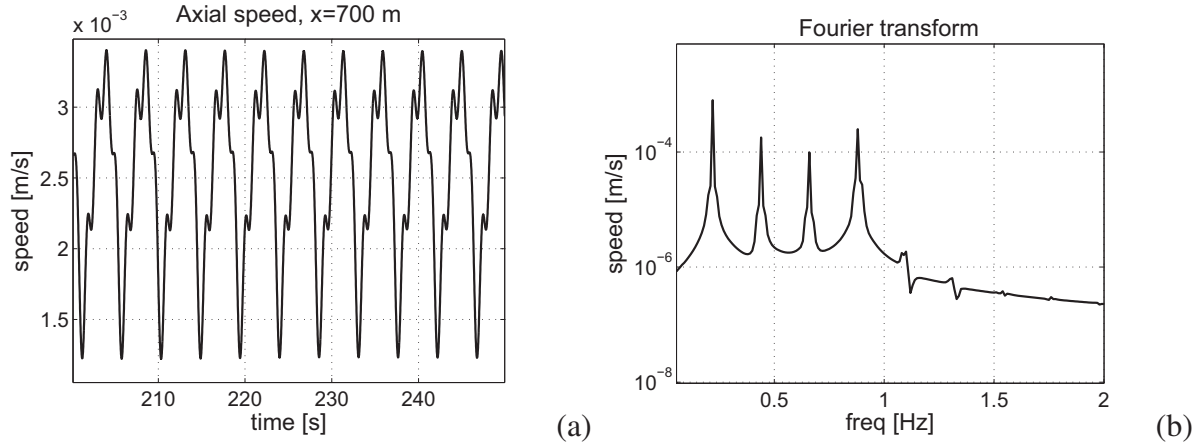 Axial speed, x=700 m
x 10⁻³
3
2.5
2
1.5
speed [m/s]
210
220
230
240
time [s]
(a)
Fourier transform
10⁻⁴
10⁻⁶
10⁻⁸
speed [m/s]
0.5
1
1.5
2
freq [Hz]
(b)